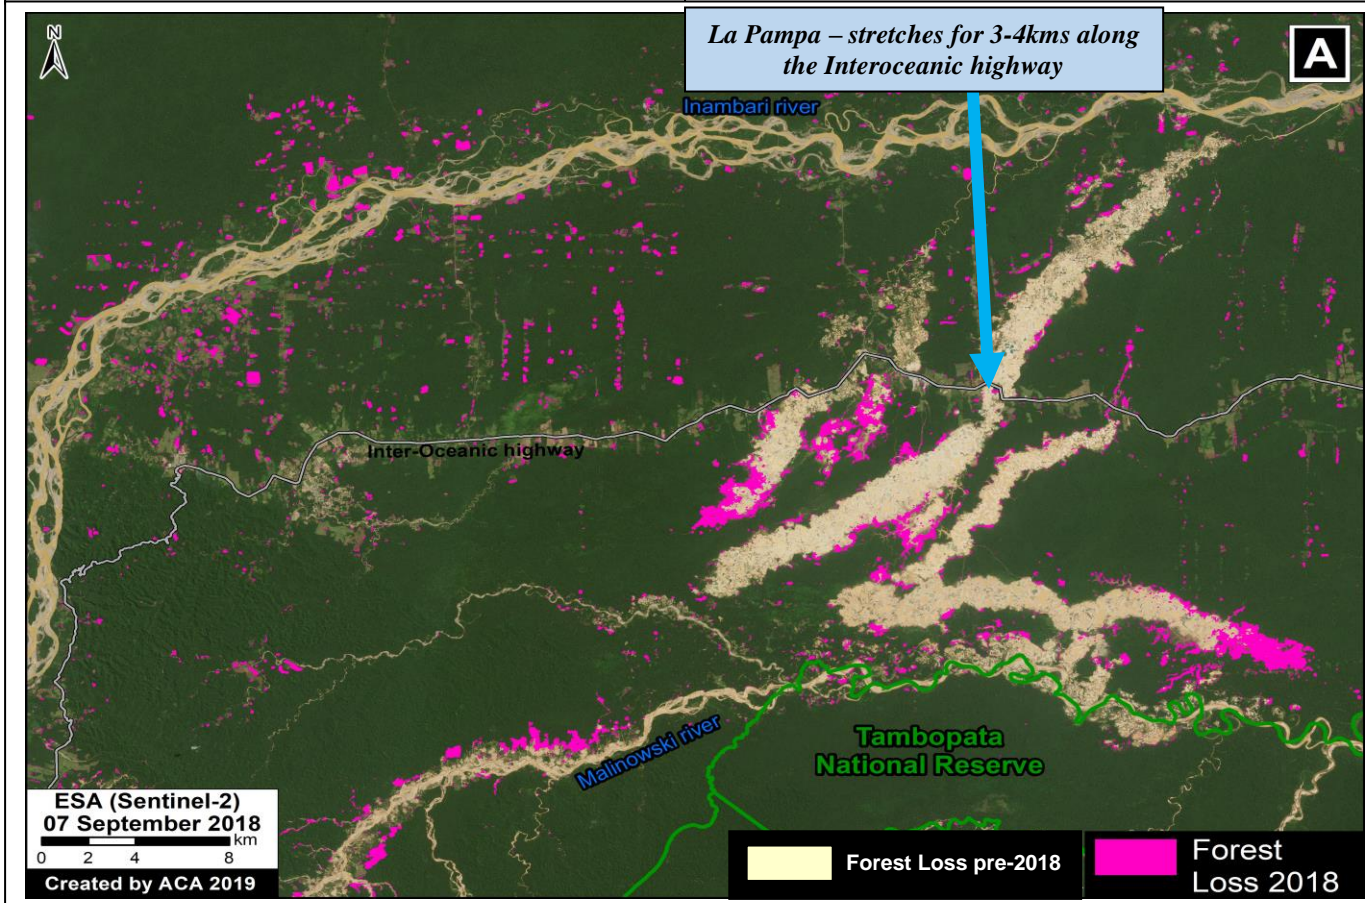 N
La Pampa – stretches for 3-4kms along
the Interoceanic highway
A
Inambari river
Inter-Oceanic highway
Malinowski river
Tambopata
National Reserve
ESA (Sentinel-2)
07 September 2018
km
0 2 4 8
Created by ACA 2019
Forest Loss pre-2018
Forest
Loss 2018